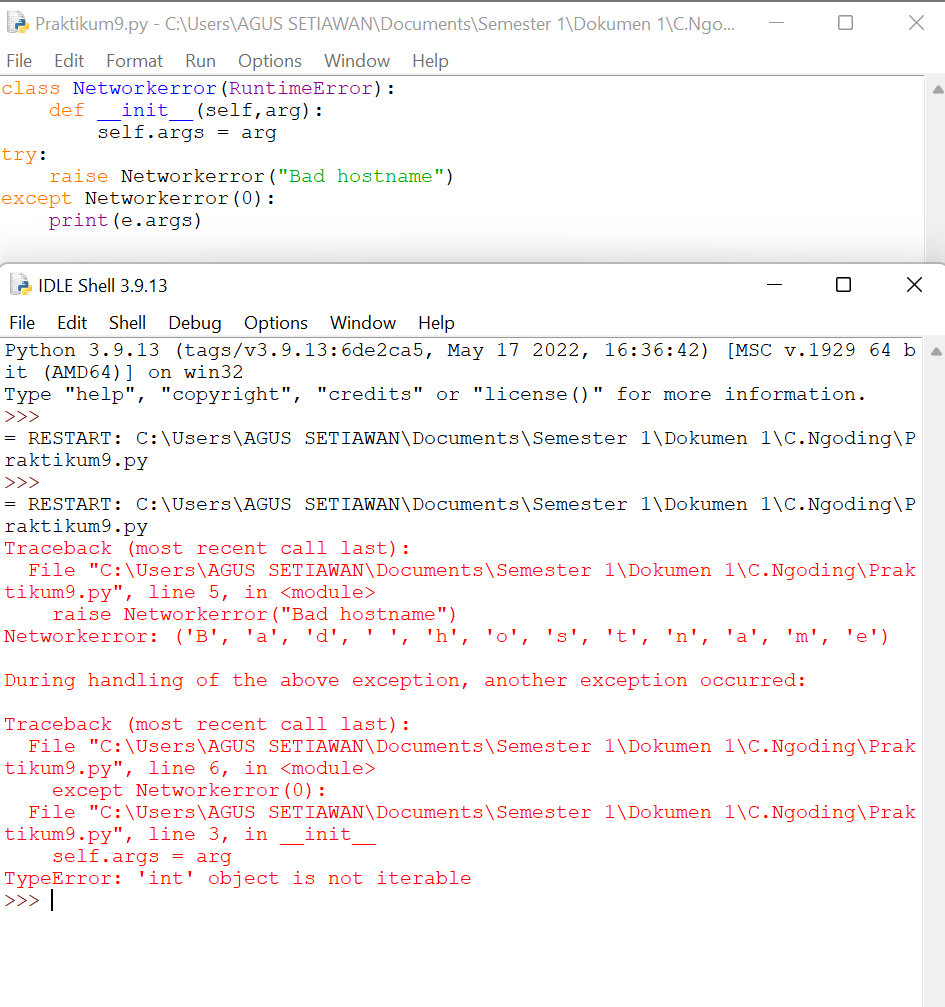 Praktikum9.py - C:\Users\AGUS SETIAWAN\Documents\Semester 1\Dokumen 1\C.Ngo...
File Edit Format Run Options Window Help
class Networkerror(RuntimeError):
    def __init__(self,arg):
        self.args = arg
try:
    raise Networkerror("Bad hostname")
except Networkerror(0):
    print(e.args)
IDLE Shell 3.9.13
File Edit Shell Debug Options Window Help
Python 3.9.13 (tags/v3.9.13:6de2ca5, May 17 2022, 16:36:42) [MSC v.1929 64 b
it (AMD64)] on win32
Type "help", "copyright", "credits" or "license()" for more information.
>>>
= RESTART: C:\Users\AGUS SETIAWAN\Documents\Semester 1\Dokumen 1\C.Ngoding\P
raktikum9.py
>>>
= RESTART: C:\Users\AGUS SETIAWAN\Documents\Semester 1\Dokumen 1\C.Ngoding\P
raktikum9.py
Traceback (most recent call last):
  File "C:\Users\AGUS SETIAWAN\Documents\Semester 1\Dokumen 1\C.Ngoding\Prak
tikum9.py", line 5, in <module>
    raise Networkerror("Bad hostname")
Networkerror: ('B', 'a', 'd', ' ', 'h', 'o', 's', 't', 'n', 'a', 'm', 'e')
During handling of the above exception, another exception occurred:
Traceback (most recent call last):
  File "C:\Users\AGUS SETIAWAN\Documents\Semester 1\Dokumen 1\C.Ngoding\Prak
tikum9.py", line 6, in <module>
    except Networkerror(0):
  File "C:\Users\AGUS SETIAWAN\Documents\Semester 1\Dokumen 1\C.Ngoding\Prak
tikum9.py", line 3, in __init__
    self.args = arg
TypeError: 'int' object is not iterable
>>>